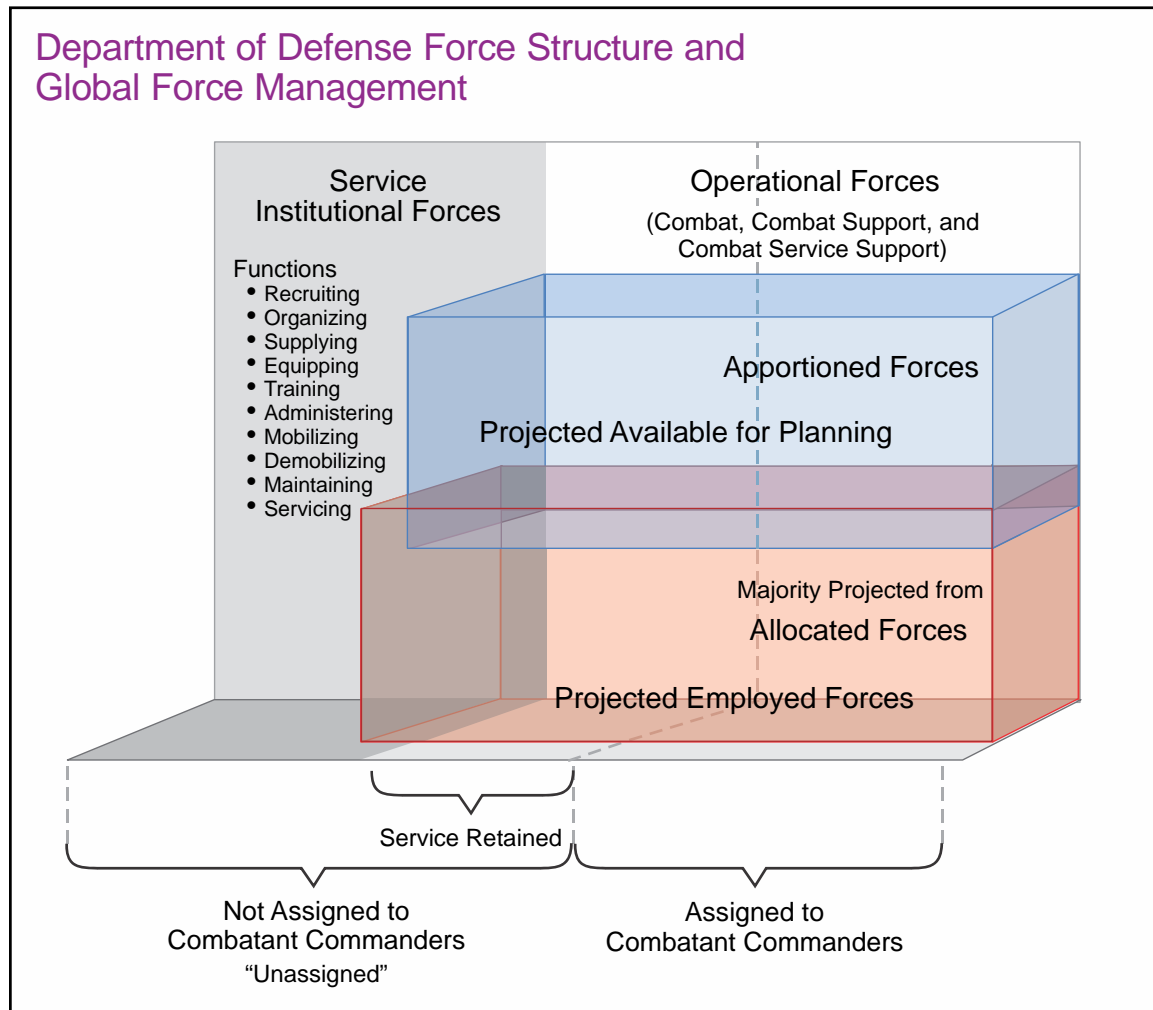 Department of Defense Force Structure and
Global Force Management
Service
Institutional Forces
Functions
• Recruiting
• Organizing
• Supplying
• Equipping
• Training
• Administering
• Mobilizing
• Demobilizing
• Maintaining
• Servicing
Operational Forces
(Combat, Combat Support, and
Combat Service Support)
Apportioned Forces
Projected Available for Planning
Majority Projected from
Allocated Forces
Projected Employed Forces
Service Retained
Not Assigned to
Combatant Commanders
“Unassigned”
Assigned to
Combatant Commanders